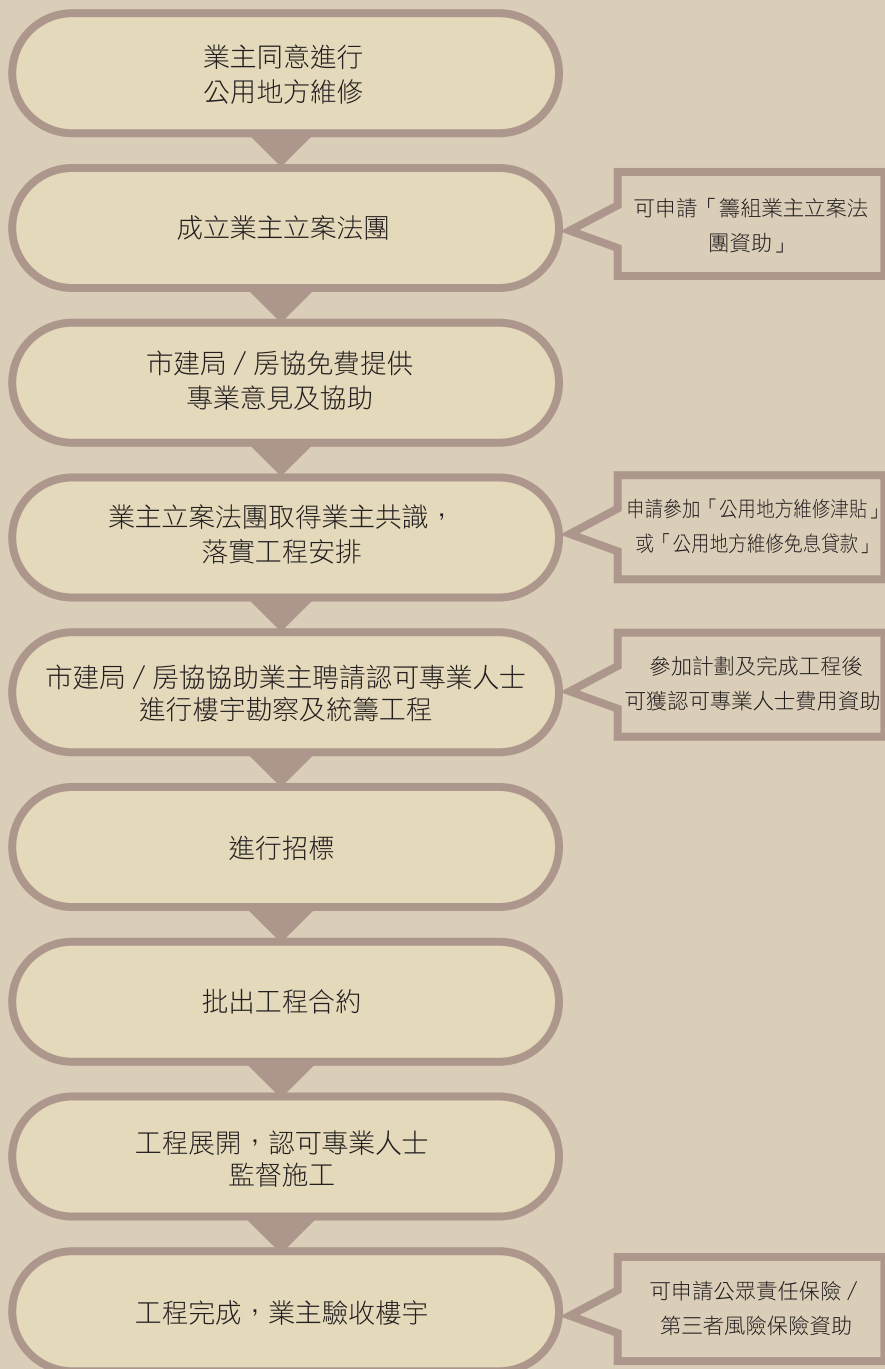 業主同意進行
公用地方維修
成立業主立案法團
可申請「籌組業主立案法
團資助」
市建局／房協免費提供
專業意見及協助
業主立案法團取得業主共識，
落實工程安排
申請參加「公用地方維修津貼」
或「公用地方維修免息貸款」
市建局／房協協助業主聘請認可專業人士
進行樓宇勘察及統籌工程
參加計劃及完成工程後
可獲認可專業人士費用資助
進行招標
批出工程合約
工程展開，認可專業人士
監督施工
工程完成，業主驗收樓宇
可申請公眾責任保險／
第三者風險保險資助